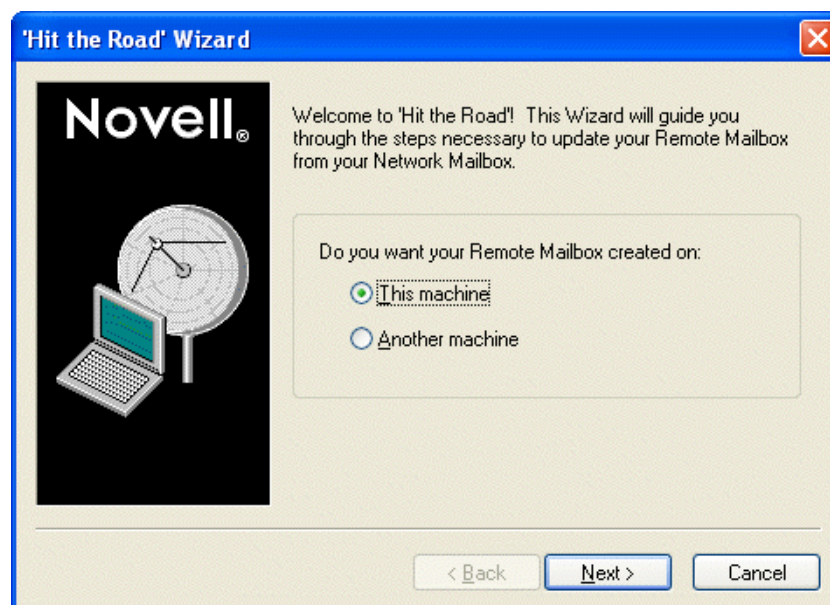 'Hit the Road' Wizard
Novell®
Welcome to 'Hit the Road'! This Wizard will guide you
through the steps necessary to update your Remote Mailbox
from your Network Mailbox.
Do you want your Remote Mailbox created on:
This machine
Another machine
< Back
Next >
Cancel